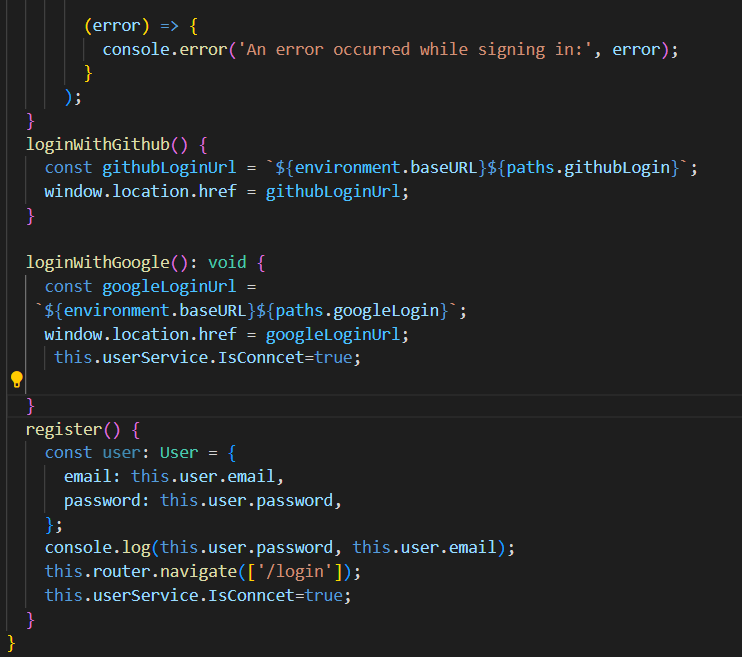 (error) => {
console.error('An error occurred while signing in:', error);
}
);
}
loginWithGithub() {
const githubLoginUrl = `${environment.baseURL}${paths.githubLogin}`;
window.location.href = githubLoginUrl;
}
loginWithGoogle(): void {
const googleLoginUrl =
`${environment.baseURL}${paths.googleLogin}`;
window.location.href = googleLoginUrl;
this.userService.IsConncet=true;
}
register() {
const user: User = {
email: this.user.email,
password: this.user.password,
};
console.log(this.user.password, this.user.email);
this.router.navigate(['/login']);
this.userService.IsConncet=true;
}
}